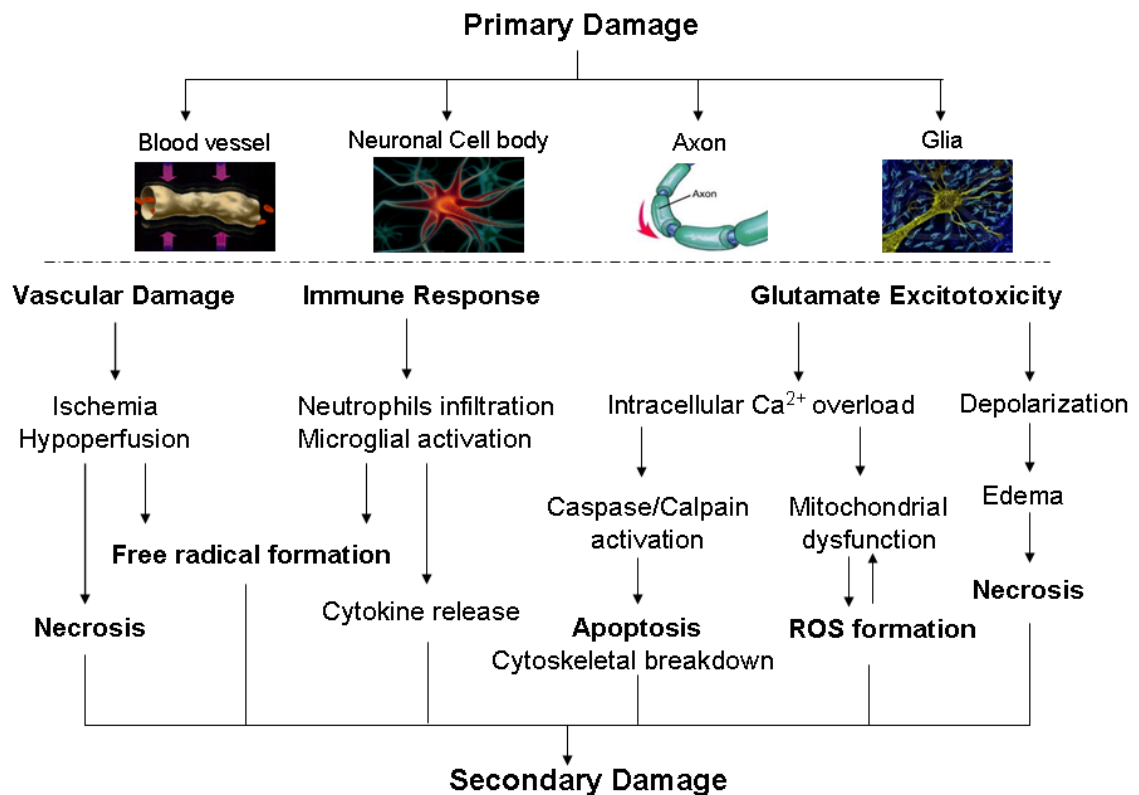 Primary Damage
Blood vessel
Neuronal Cell body
Axon
Glia
Axon
Vascular Damage
Immune Response
Glutamate Excitotoxicity
Ischemia
Hypoperfusion
Neutrophils infiltration
Microglial activation
Intracellular Ca²⁺ overload
Depolarization
Caspase/Calpain
activation
Mitochondrial
dysfunction
Edema
Free radical formation
Necrosis
Cytokine release
Apoptosis
Cytoskeletal breakdown
ROS formation
Necrosis
Secondary Damage